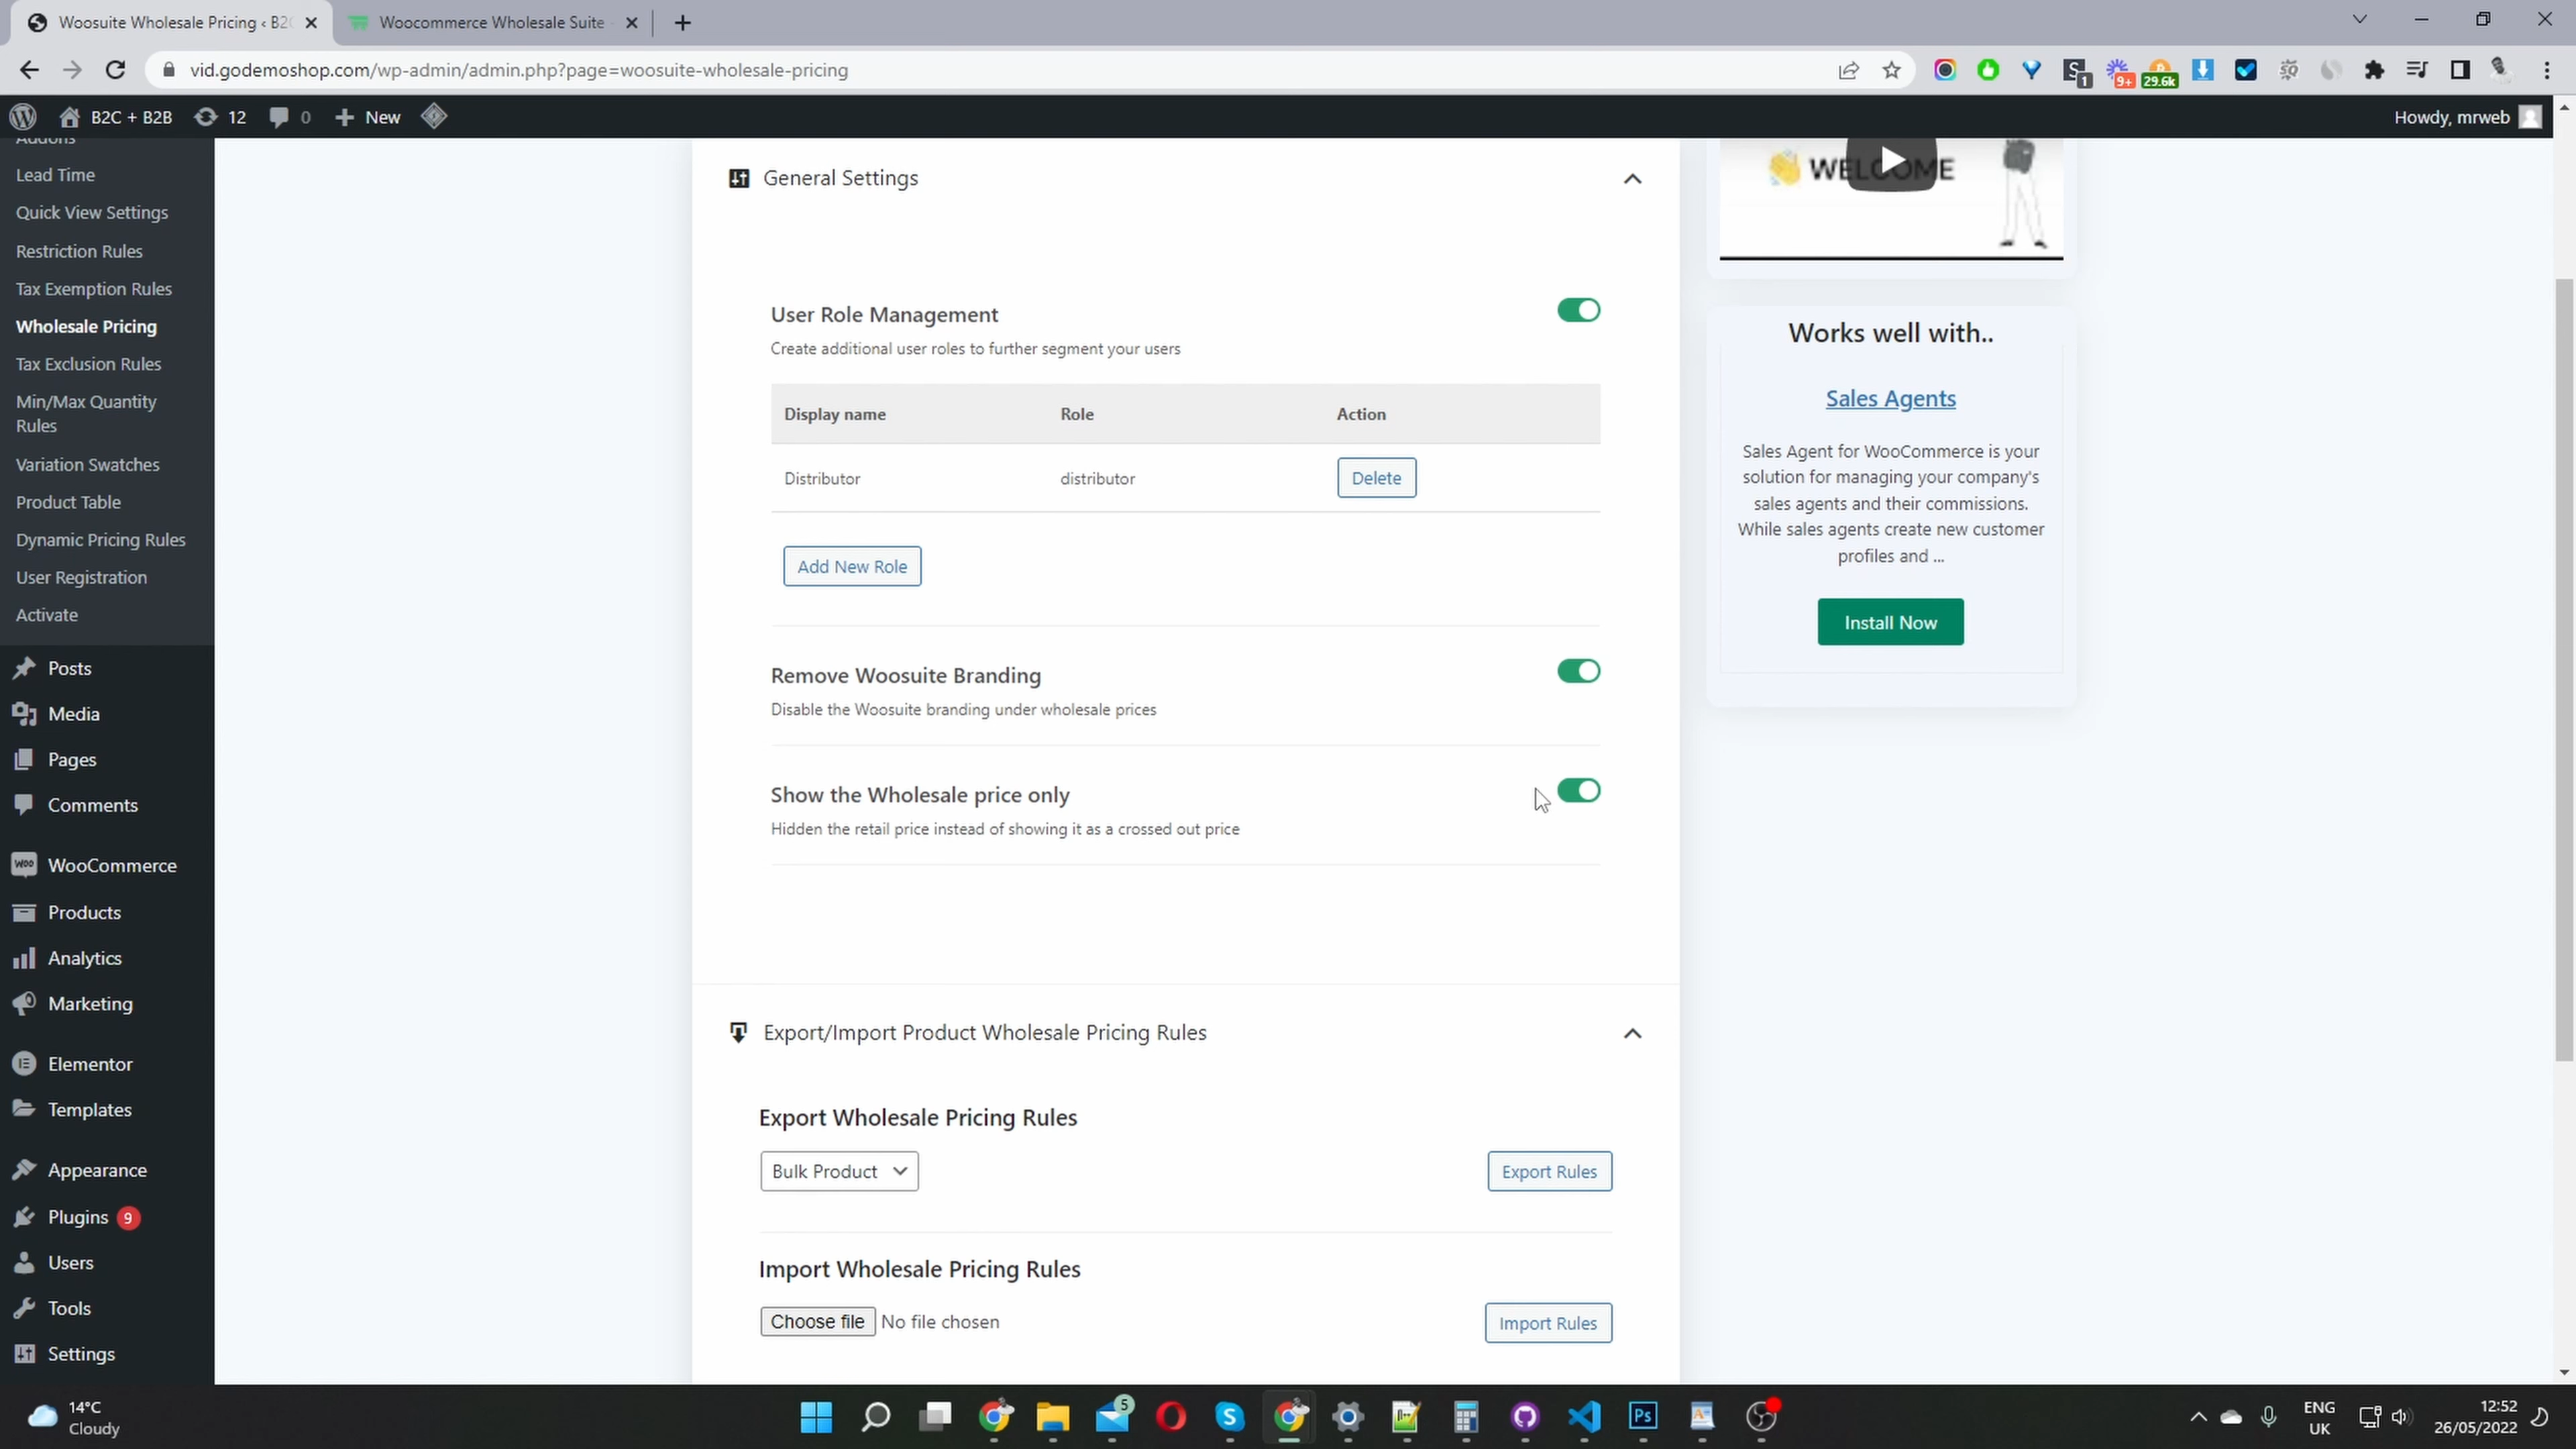 Woosuite Wholesale Pricing ‹ B2C
Woocommerce Wholesale Suite
vid.godemoshop.com/wp-admin/admin.php?page=woosuite-wholesale-pricing
1
9+
29.6k
B2C + B2B
12
0
New
Howdy, mrweb
Addons
Lead Time
Quick View Settings
Restriction Rules
Tax Exemption Rules
Wholesale Pricing
Tax Exclusion Rules
Min/Max Quantity
Rules
Variation Swatches
Product Table
Dynamic Pricing Rules
User Registration
Activate
Posts
Media
Pages
Comments
WooCommerce
Products
Analytics
Marketing
Elementor
Templates
Appearance
Plugins 9
Users
Tools
Settings
General Settings
User Role Management
Create additional user roles to further segment your users
Display name Role Action
Distributor distributor Delete
Add New Role
Remove Woosuite Branding
Disable the Woosuite branding under wholesale prices
Show the Wholesale price only
Hidden the retail price instead of showing it as a crossed out price
Export/Import Product Wholesale Pricing Rules
Export Wholesale Pricing Rules
Bulk Product
Export Rules
Import Wholesale Pricing Rules
Choose file No file chosen
Import Rules
WELCOME
Works well with..
Sales Agents
Sales Agent for WooCommerce is your
solution for managing your company's
sales agents and their commissions.
While sales agents create new customer
profiles and ...
Install Now
14°C
Cloudy
5
Ps
ENG
UK
12:52
26/05/2022